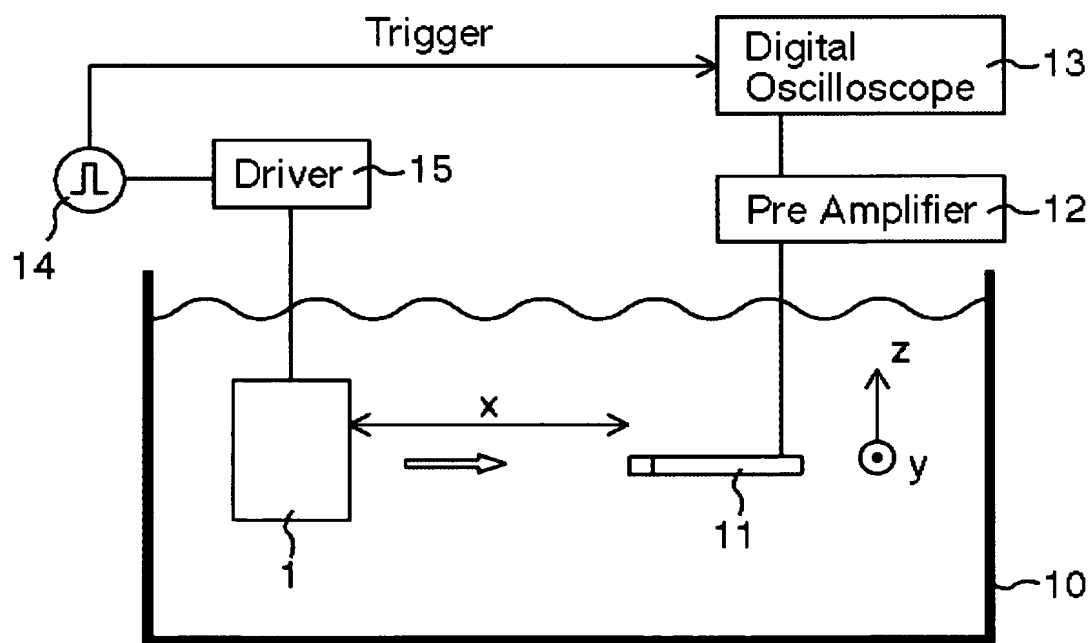 Trigger
Digital
Oscilloscope
13
Driver
15
14
Pre Amplifier
12
x
z
y
11
1
10